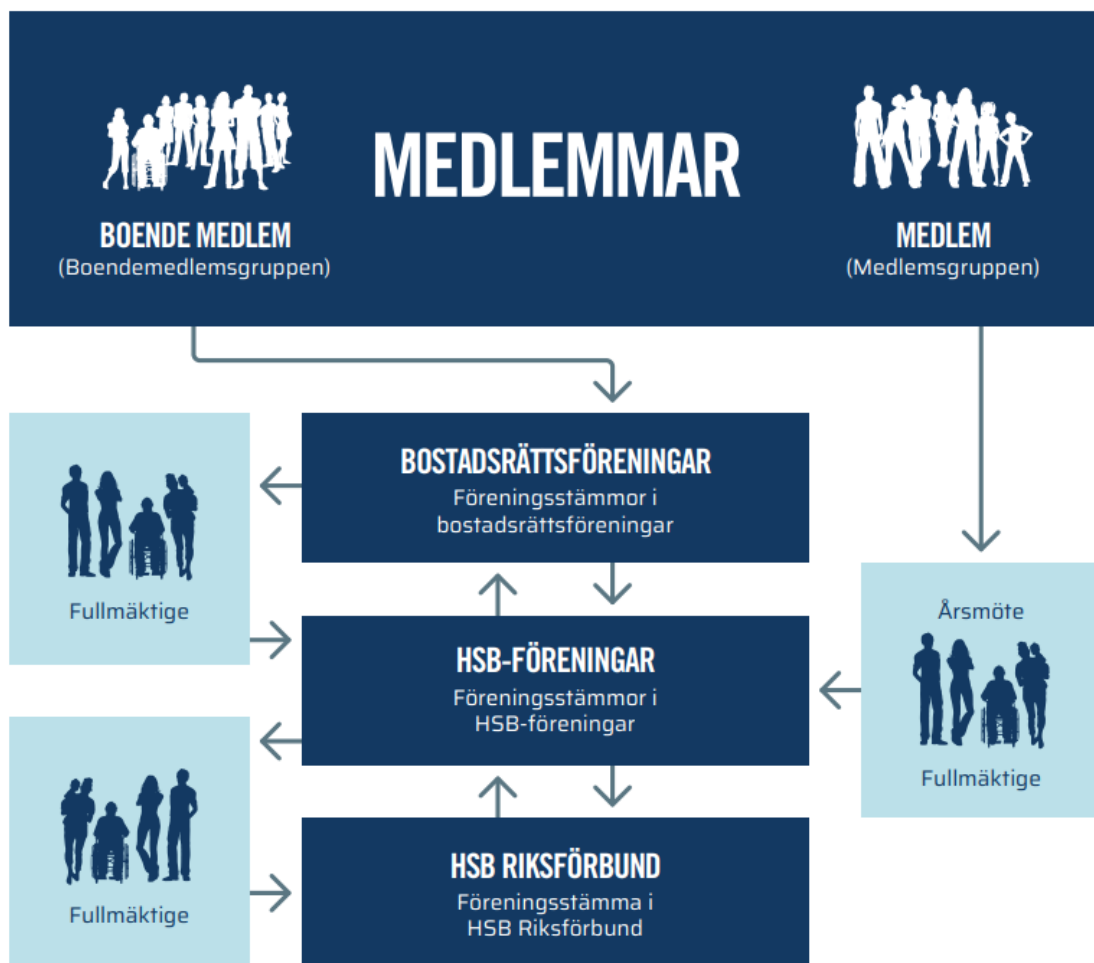 MEDLEMMAR
BOENDE MEDLEM
(Boendemedlemsgruppen)
MEDLEM
(Medlemsgruppen)
BOSTADSRÄTTSFÖRENINGAR
Föreningsstämmor i
bostadsrättsföreningar
Fullmäktige
HSB-FÖRENINGAR
Föreningsstämmor i
HSB-föreningar
Årsmöte
Fullmäktige
HSB RIKSFÖRBUND
Föreningsstämma i
HSB Riksförbund
Fullmäktige